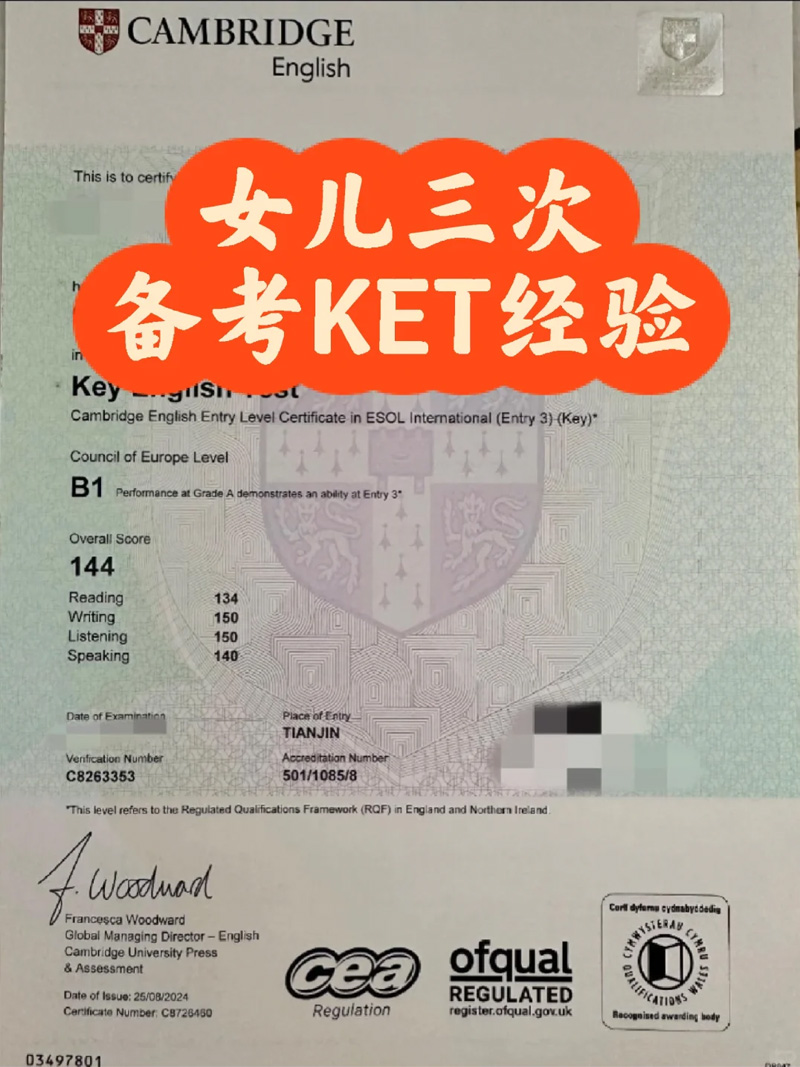 CAMBRIDGE
English
This is to certify
女儿三次
备考KET经验
in
Key English Test
Cambridge English Entry Level Certificate in ESOL International (Entry 3) (Key)*
Council of Europe Level
B1 Performance at Grade A demonstrates an ability at Entry 3*
Overall Score
144
Reading 134
Writing 150
Listening 150
Speaking 140
Date of Examination
Place of Entry
TIANJIN
Verification Number
C8263353
Accreditation Number
501/1085/8
*This level refers to the Regulated Qualifications Framework (RQF) in England and Northern Ireland
F. Woodward
Francesca Woodward
Global Managing Director – English
Cambridge University Press
& Assessment
Date of Issue: 25/08/2024
Certificate Number: C8726460
cea
Regulation
ofqual
REGULATED
register.ofqual.gov.uk
CYMWYSTERAU CYMRU
QUALIFICATIONS WALES
Recognised awarding body
03497801